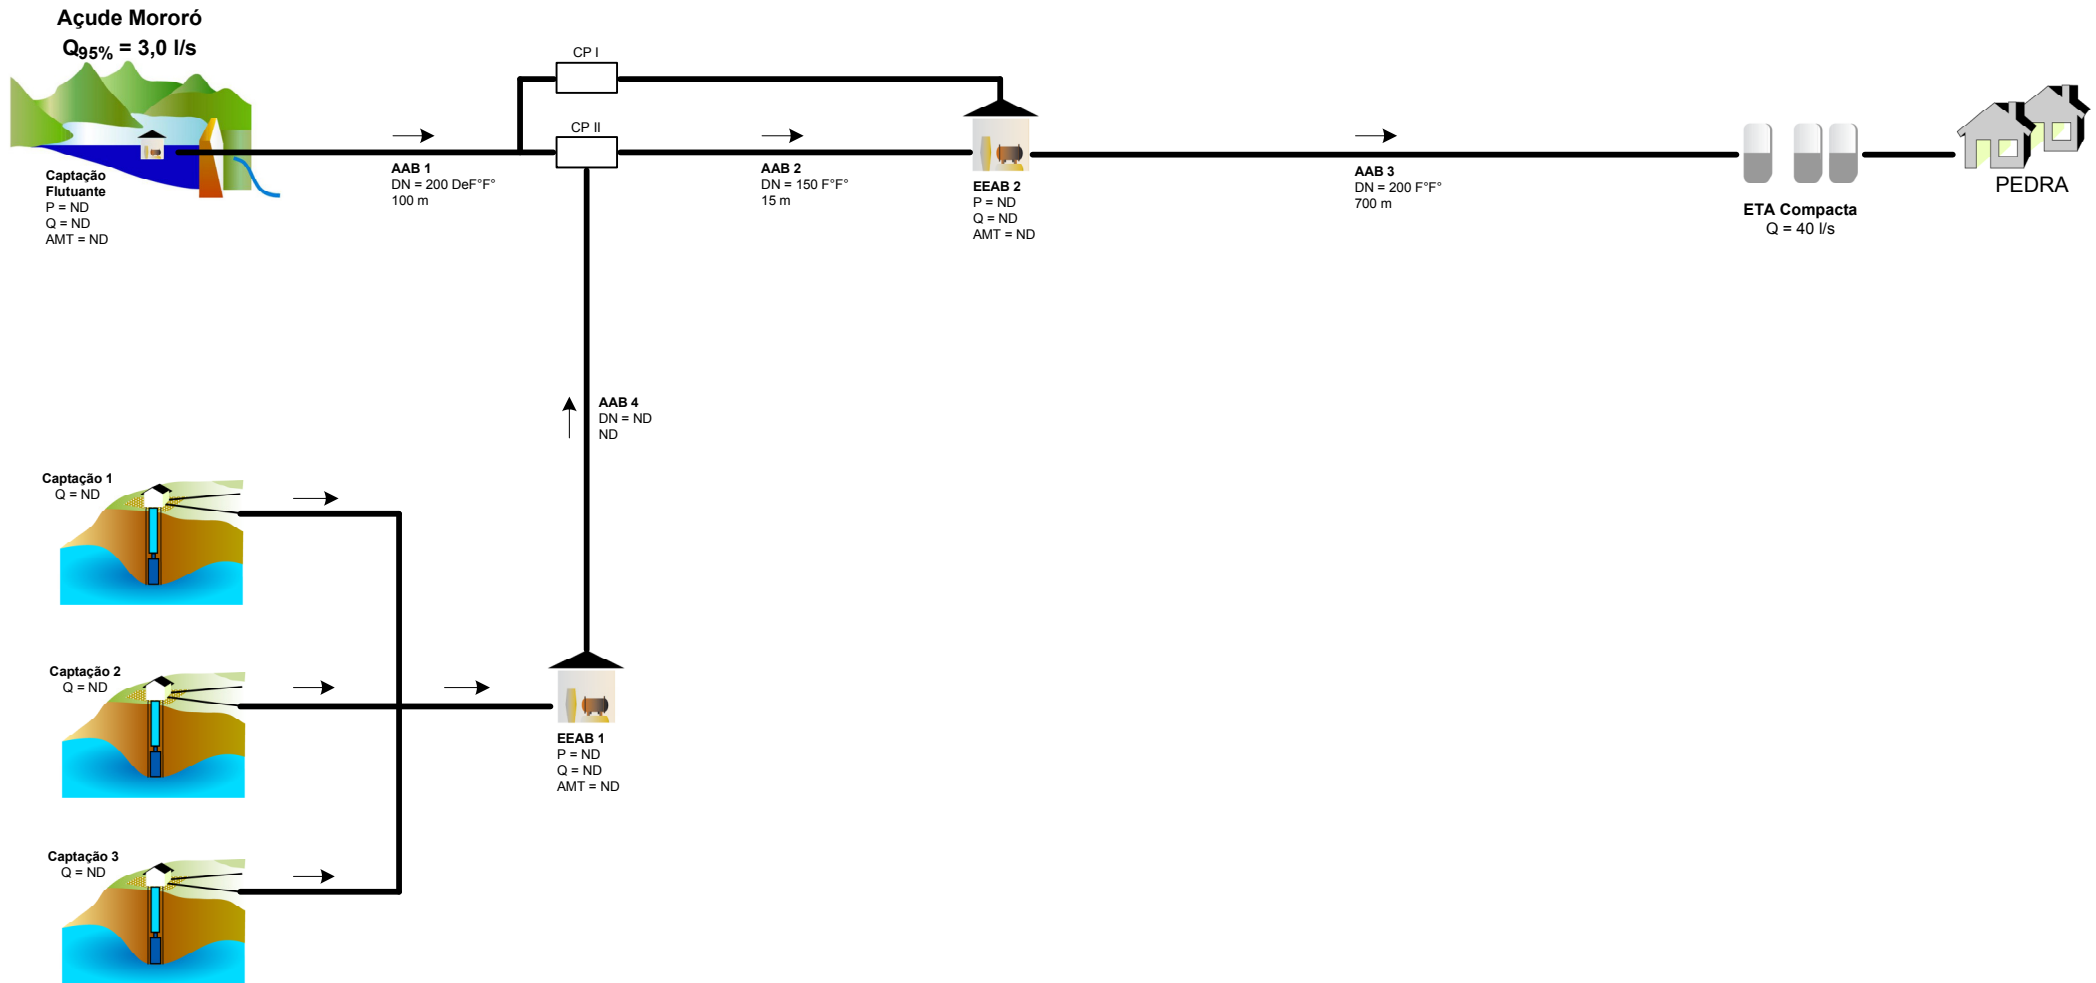 Açude Mororó
Q95% = 3,0 l/s
CP I
CP II
Captação
Flutuante
P = ND
Q = ND
AMT = ND
AAB 1
DN = 200 DeF°F°
100 m
AAB 2
DN = 150 F°F°
15 m
EEAB 2
P = ND
Q = ND
AMT = ND
AAB 3
DN = 200 F°F°
700 m
ETA Compacta
Q = 40 l/s
PEDRA
AAB 4
DN = ND
ND
Captação 1
Q = ND
Captação 2
Q = ND
EEAB 1
P = ND
Q = ND
AMT = ND
Captação 3
Q = ND